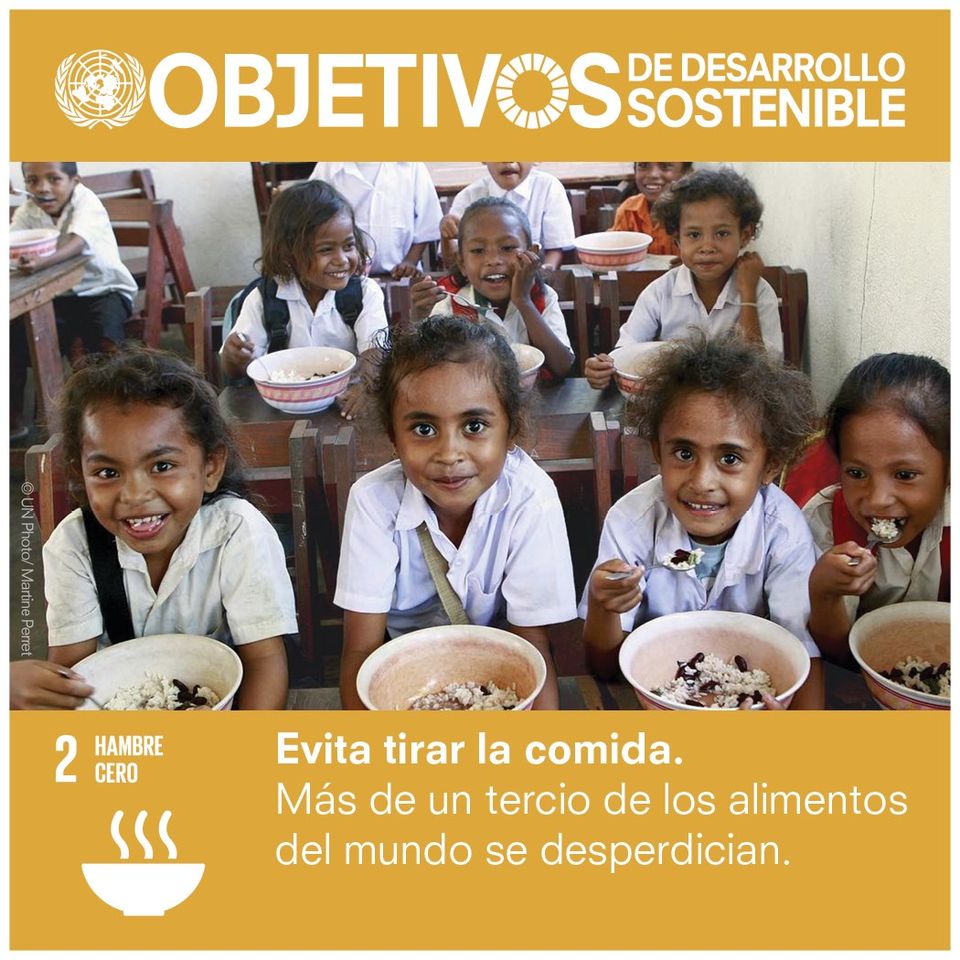 OBJETIVOS DE DESARROLLO
SOSTENIBLE
© UN Photo/ Martine Perret
2 HAMBRE
CERO
Evita tirar la comida.
Más de un tercio de los alimentos
del mundo se desperdician.